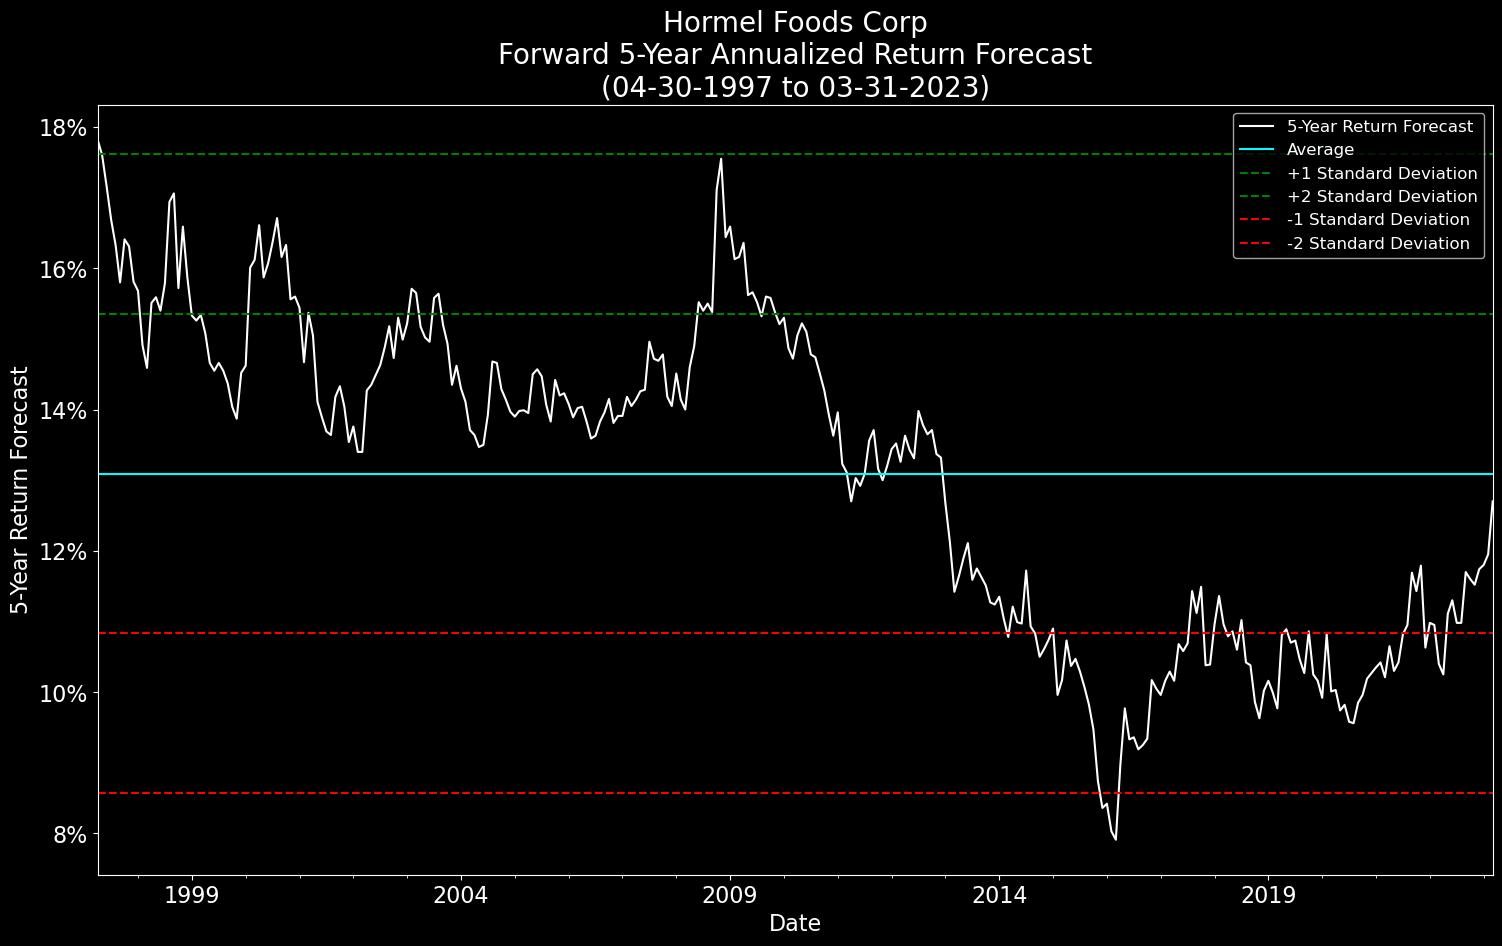 Hormel Foods Corp
Forward 5-Year Annualized Return Forecast
(04-30-1997 to 03-31-2023)
5-Year Return Forecast
Average
+1 Standard Deviation
+2 Standard Deviation
-1 Standard Deviation
-2 Standard Deviation
18%
16%
14%
12%
10%
8%
5-Year Return Forecast
1999
2004
2009
2014
2019
Date